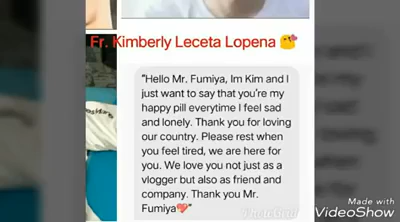 Fr. Kimberly Leceta Lopena 😘
"Hello Mr. Fumiya, Im Kim and I
just want to say that you're my
happy pill everytime I feel sad
and lonely. Thank you for loving
our country. Please rest when
you feel tired, we are here for
you. We love you not just as a
vlogger but also as friend and
company. Thank you Mr.
Fumiya💖"
PhotoGrid
Made with
VideoShow